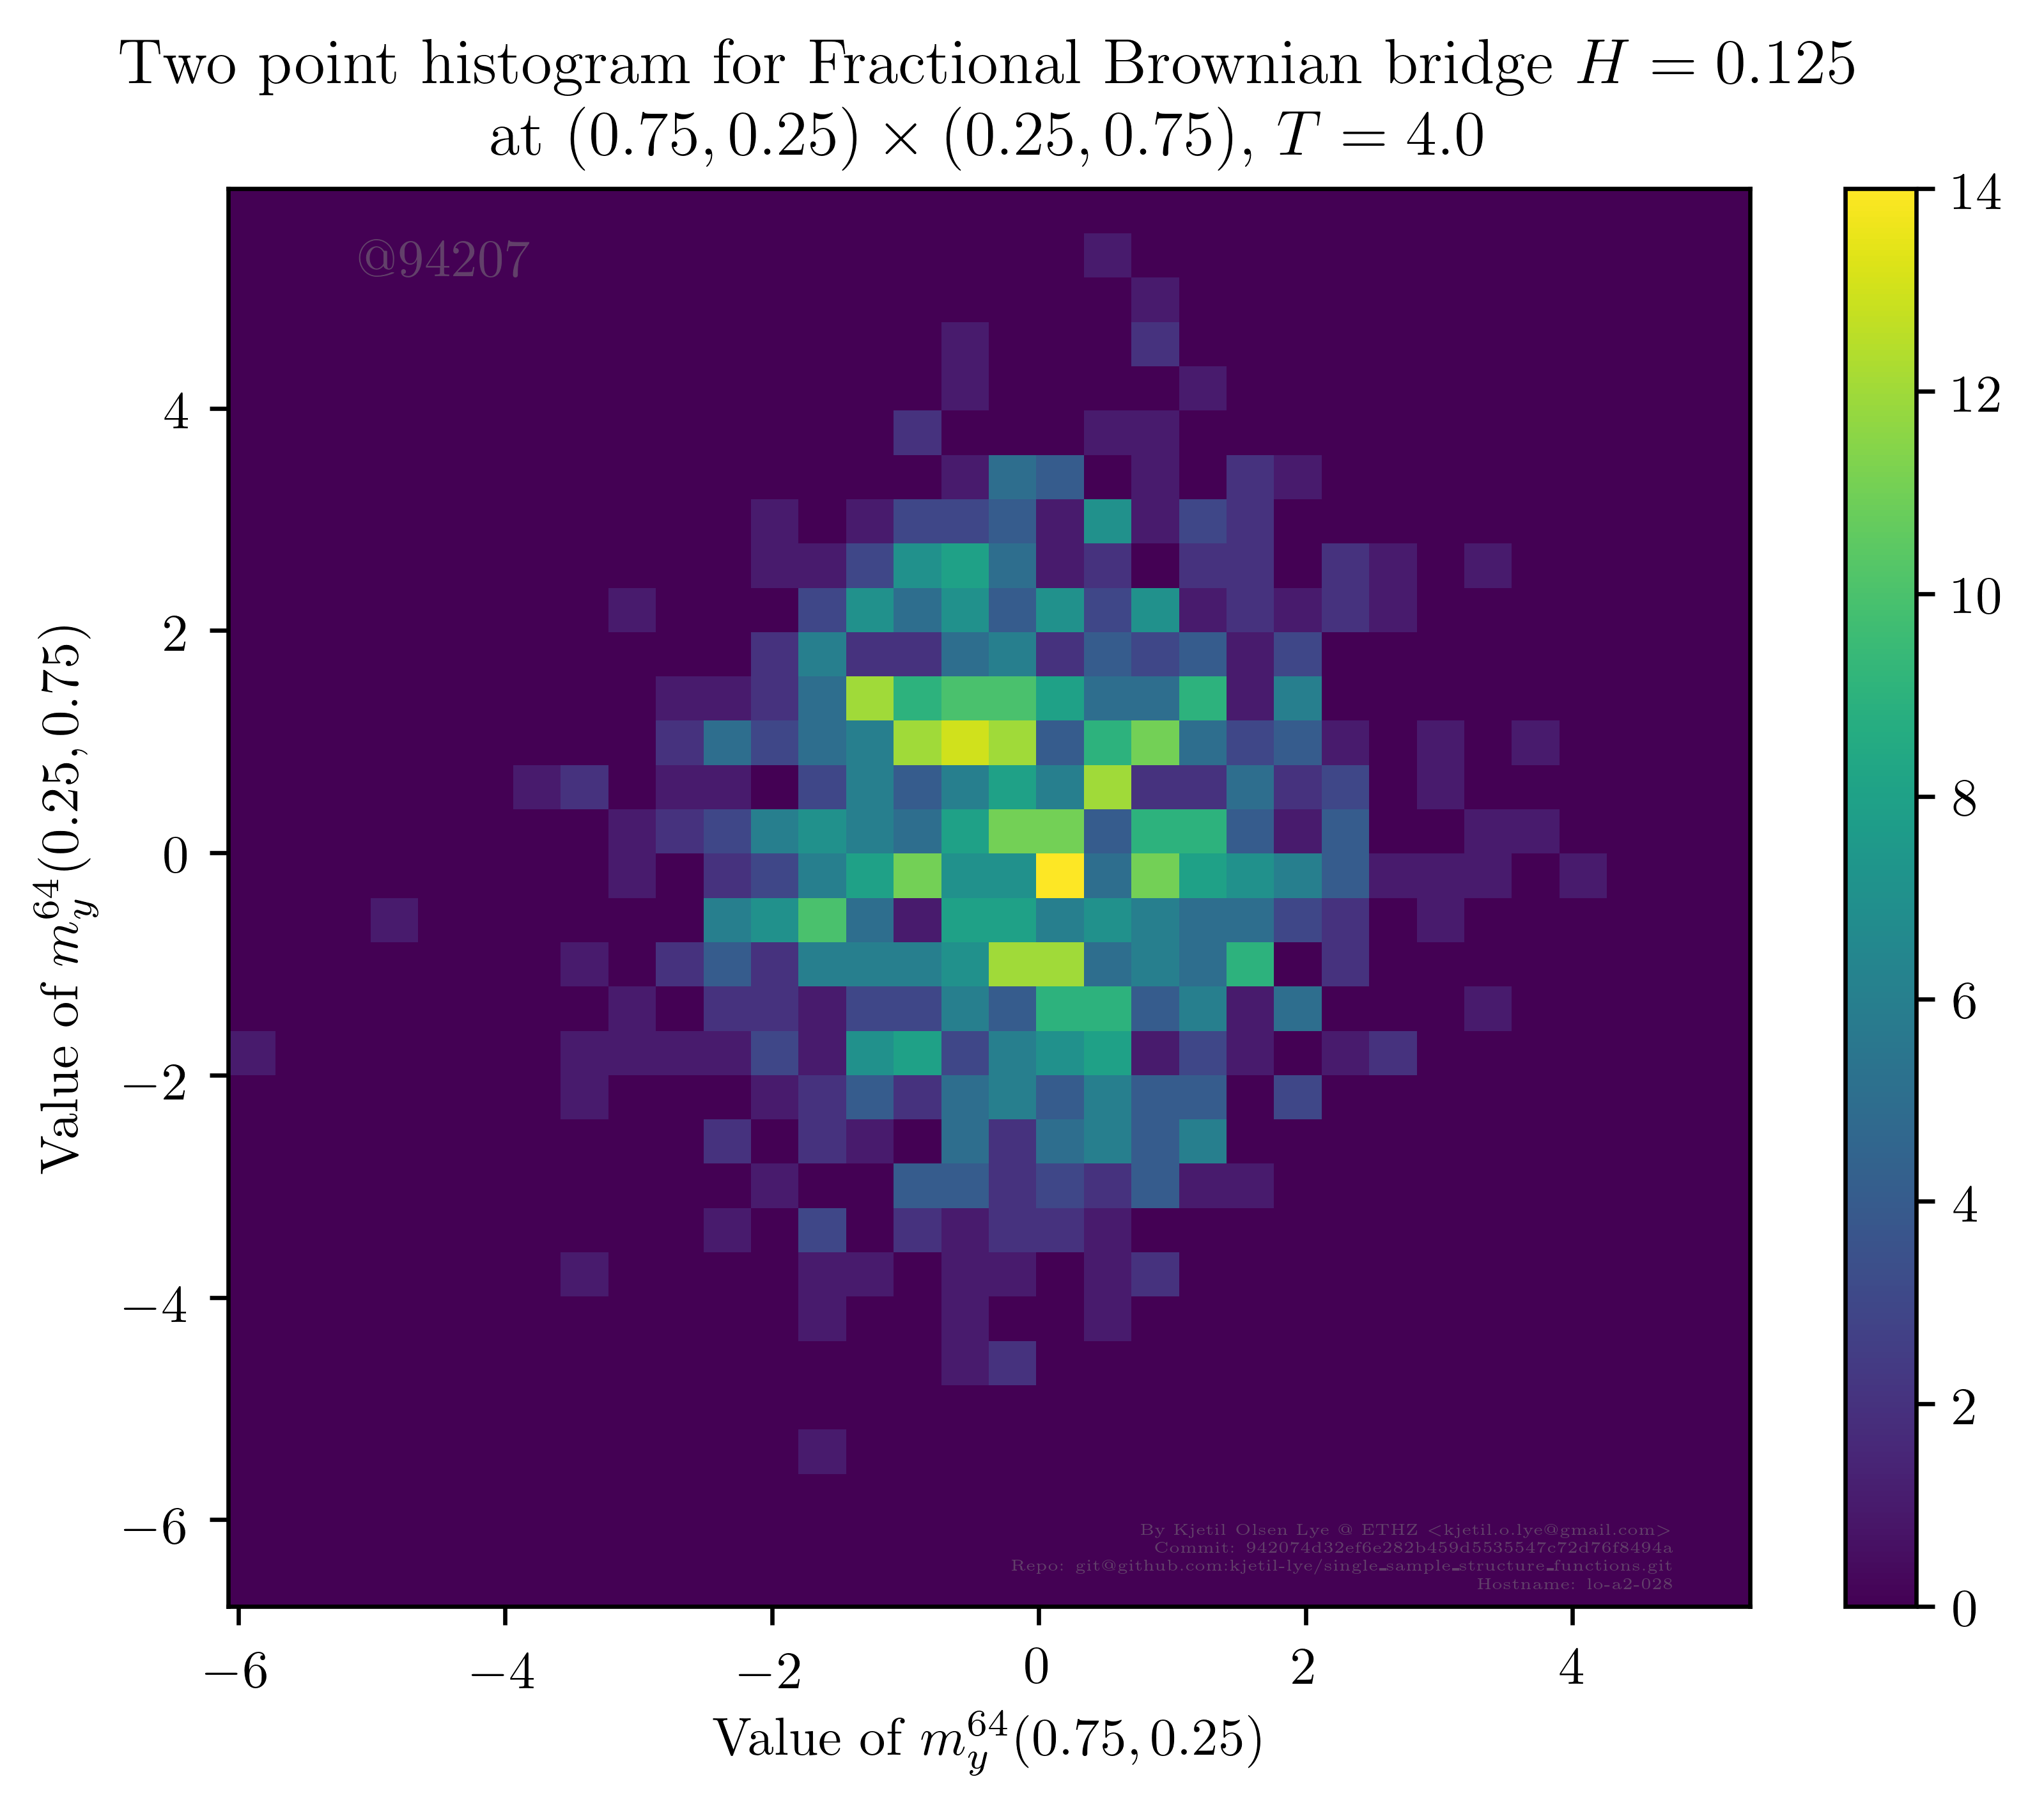 Two point histogram for Fractional Brownian bridge H = 0.125
at (0.75, 0.25) × (0.25, 0.75), T = 4.0
@94207
Value of m_y^{64}(0.25, 0.75)
4
2
0
−2
−4
−6
−6 −4 −2 0 2 4
Value of m_y^{64}(0.75, 0.25)
14
12
10
8
6
4
2
0
By Kjetil Olsen Lye @ ETHZ <kjetil.o.lye@gmail.com>
Commit: 942074d32ef6e282b459d5535547c72d76f8494a
Repo: git@github.com:kjetil-lye/single_sample_structure_functions.git
Hostname: lo-a2-028